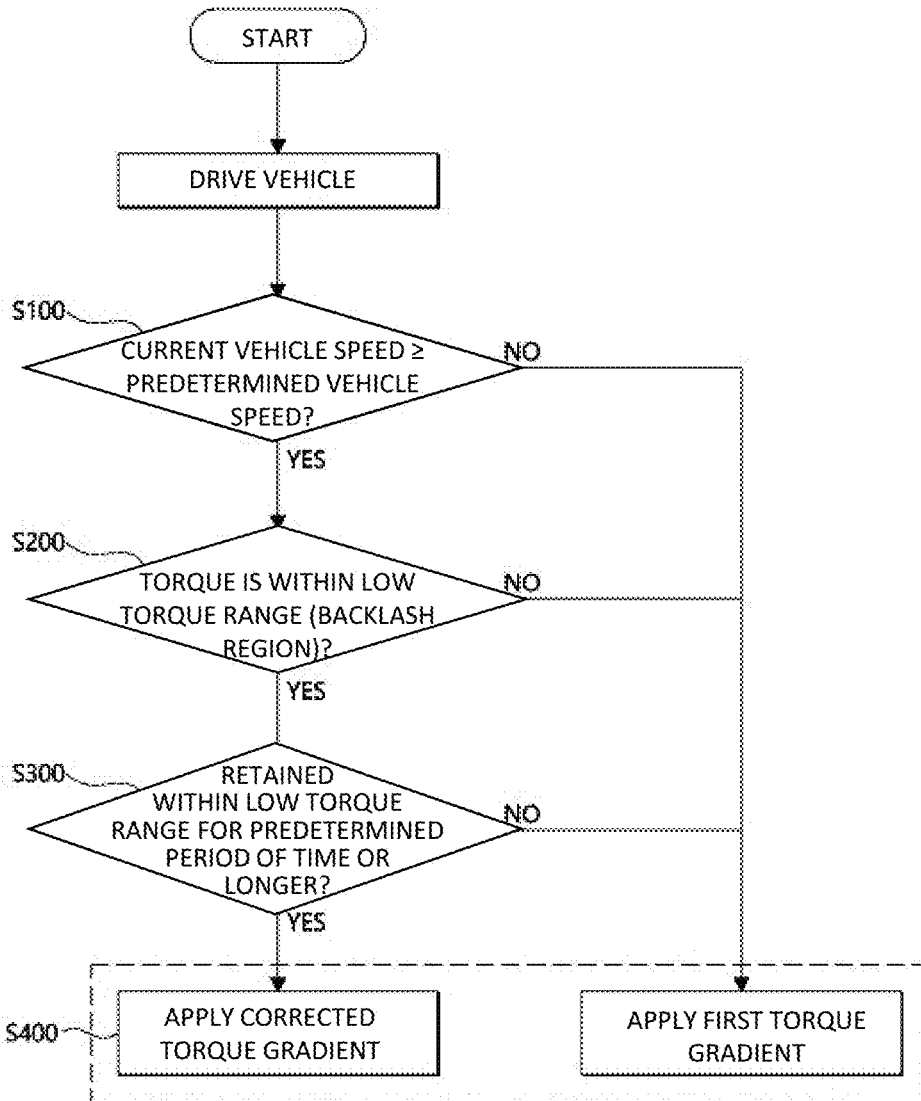 START
DRIVE VEHICLE
S100
CURRENT VEHICLE SPEED ≥
PREDETERMINED VEHICLE
SPEED?
NO
YES
S200
TORQUE IS WITHIN LOW
TORQUE RANGE (BACKLASH
REGION)?
NO
YES
S300
RETAINED
WITHIN LOW TORQUE
RANGE FOR PREDETERMINED
PERIOD OF TIME OR
LONGER?
NO
YES
S400
APPLY CORRECTED
TORQUE GRADIENT
APPLY FIRST TORQUE
GRADIENT